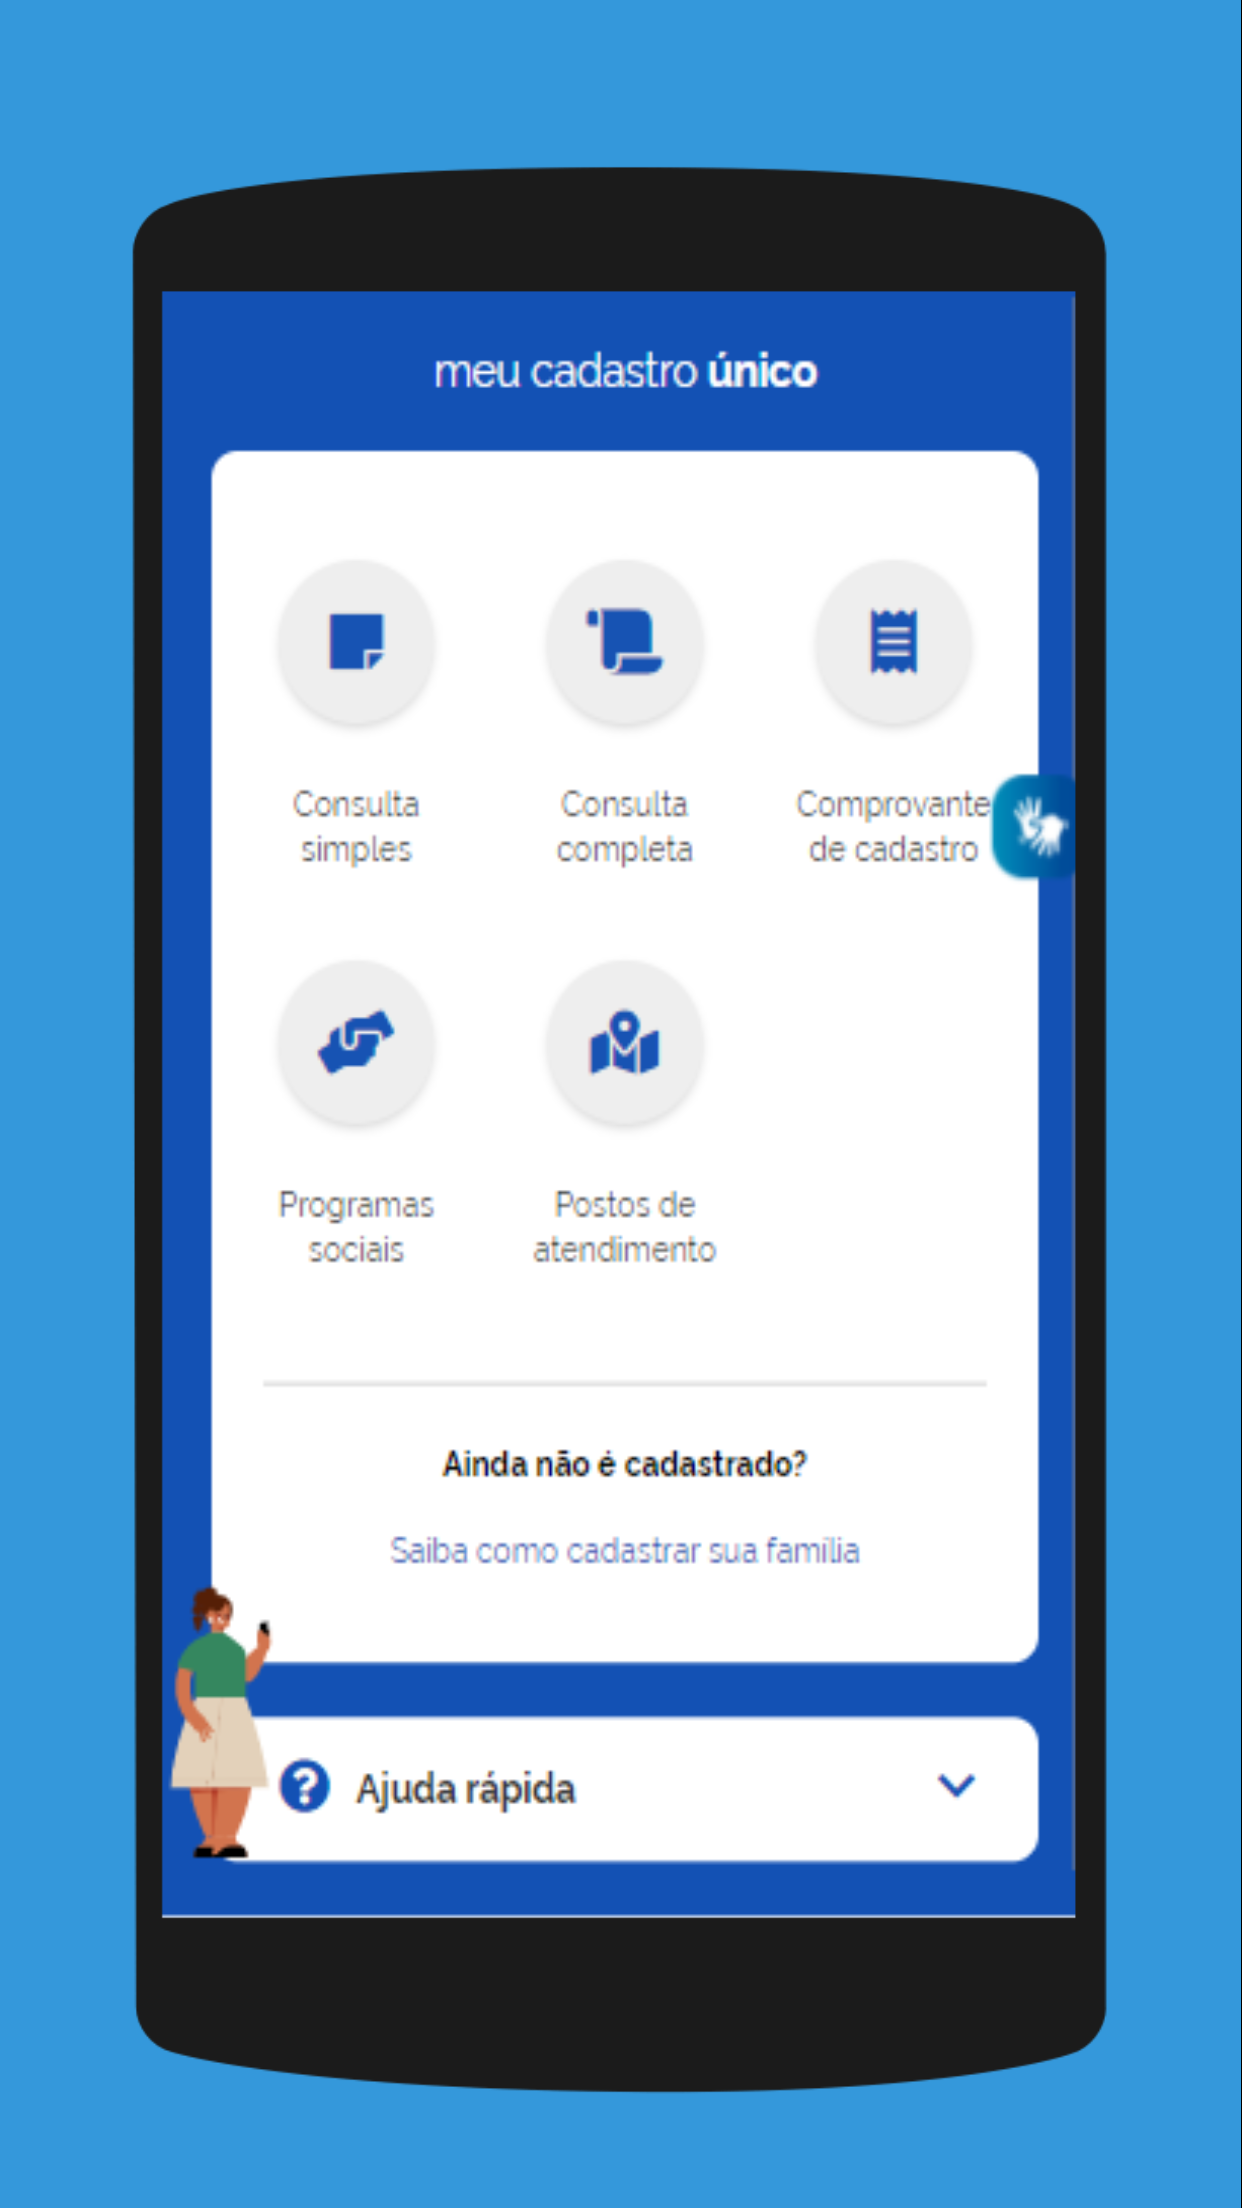 meu cadastro único
Consulta
simples
Consulta
completa
Comprovante
de cadastro
Programas
sociais
Postos de
atendimento
Ainda não é cadastrado?
Saiba como cadastrar sua família
Ajuda rápida